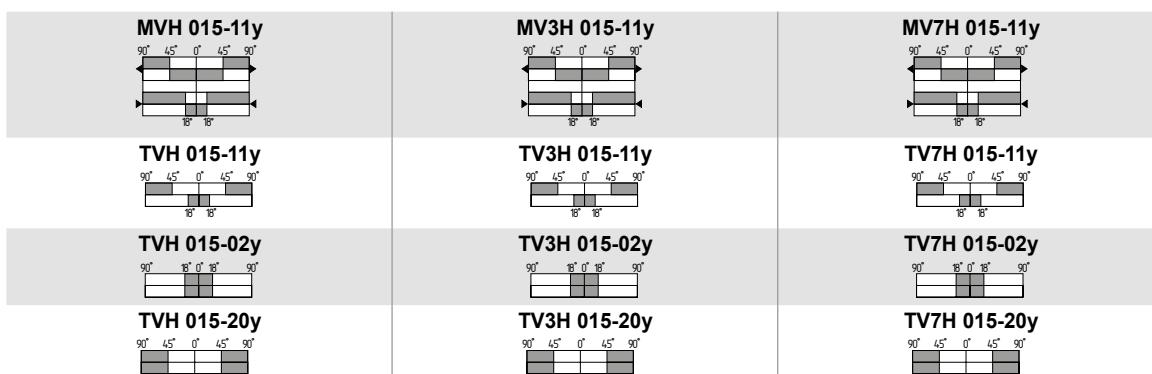 MVH 015-11y MV3H 015-11y MV7H 015-11y
90° 45° 0° 45° 90° 90° 45° 0° 45° 90° 90° 45° 0° 45° 90°
18° 18° 18° 18° 18° 18°
TVH 015-11y TV3H 015-11y TV7H 015-11y
90° 45° 0° 45° 90° 90° 45° 0° 45° 90° 90° 45° 0° 45° 90°
18° 18° 18° 18° 18° 18°
TVH 015-02y TV3H 015-02y TV7H 015-02y
90° 18° 0° 18° 90° 90° 18° 0° 18° 90° 90° 18° 0° 18° 90°
TVH 015-20y TV3H 015-20y TV7H 015-20y
90° 45° 0° 45° 90° 90° 45° 0° 45° 90° 90° 45° 0° 45° 90°